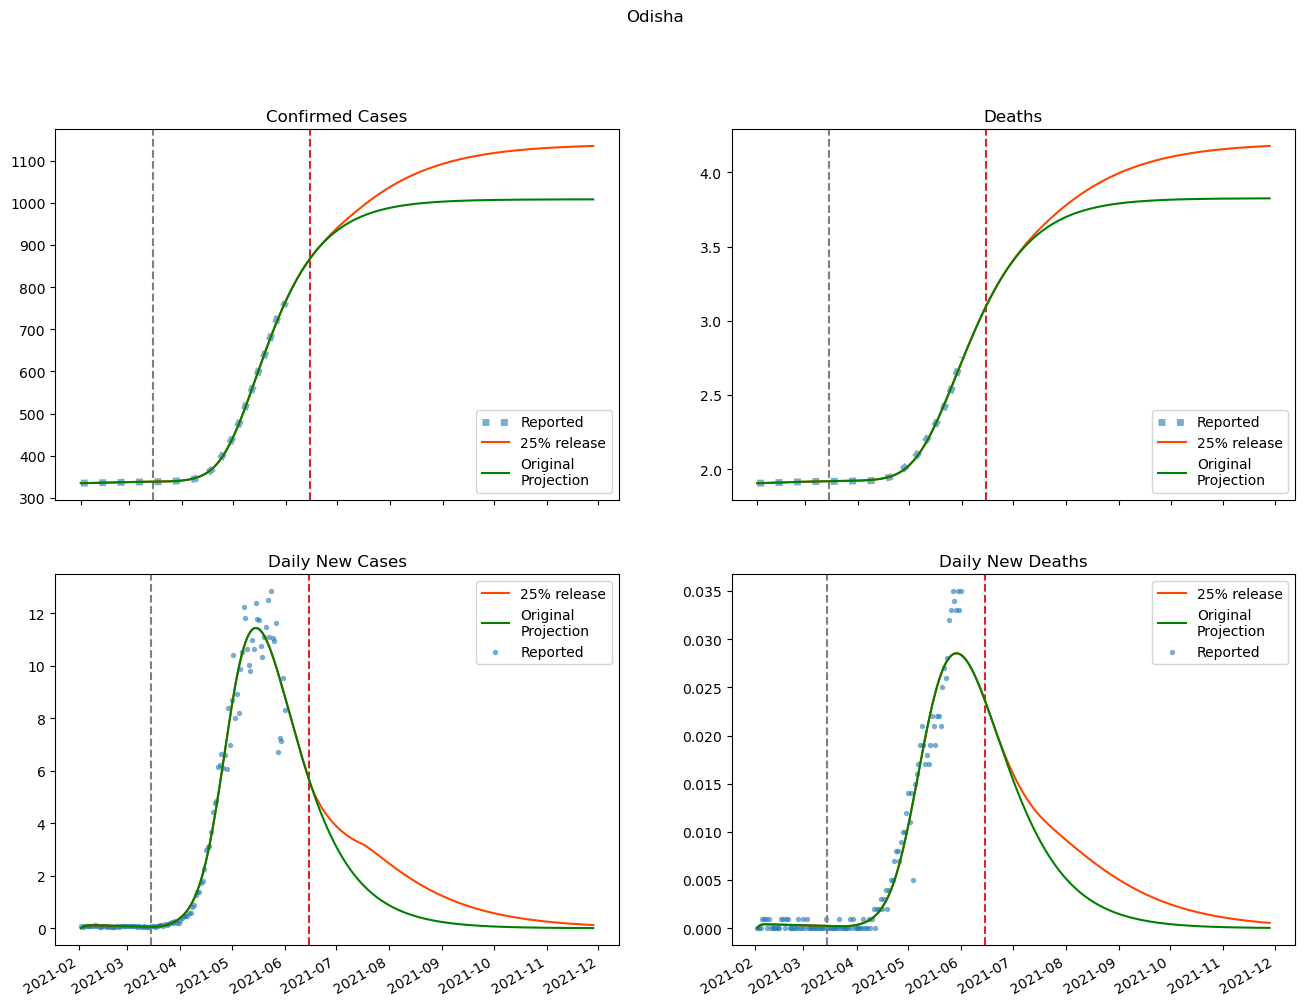 Odisha
Confirmed Cases
1100
1000
900
800
700
600
500
400
300
Reported
25% release
Original
Projection
Deaths
4.0
3.5
3.0
2.5
2.0
Reported
25% release
Original
Projection
Daily New Cases
12
10
8
6
4
2
0
25% release
Original
Projection
Reported
2021-02
2021-03
2021-04
2021-05
2021-06
2021-07
2021-08
2021-09
2021-10
2021-11
2021-12
Daily New Deaths
0.035
0.030
0.025
0.020
0.015
0.010
0.005
0.000
25% release
Original
Projection
Reported
2021-02
2021-03
2021-04
2021-05
2021-06
2021-07
2021-08
2021-09
2021-10
2021-11
2021-12